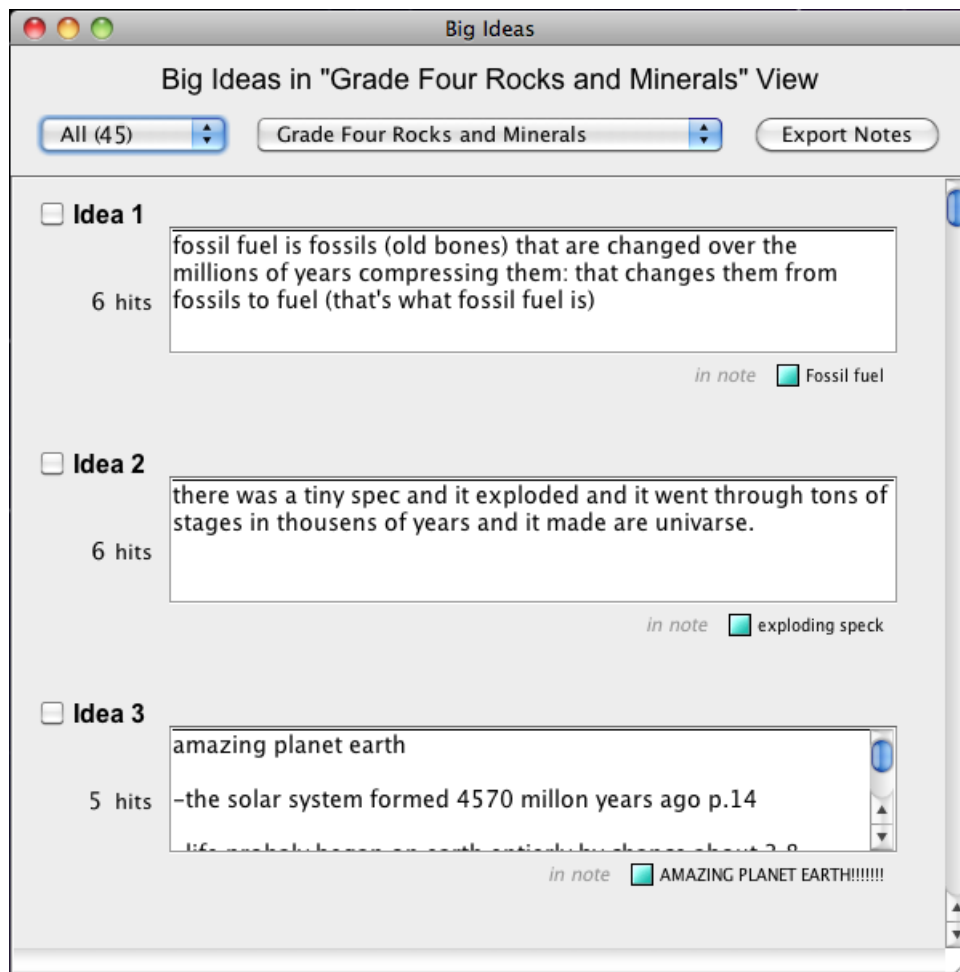 Big Ideas
Big Ideas in "Grade Four Rocks and Minerals" View
All (45)
Grade Four Rocks and Minerals
Export Notes
Idea 1
6 hits
fossil fuel is fossils (old bones) that are changed over the
millions of years compressing them: that changes them from
fossils to fuel (that's what fossil fuel is)
in note Fossil fuel
Idea 2
6 hits
there was a tiny spec and it exploded and it went through tons of
stages in thousens of years and it made are univarse.
in note exploding speck
Idea 3
5 hits
amazing planet earth
-the solar system formed 4570 millon years ago p.14
in note AMAZING PLANET EARTH!!!!!!!